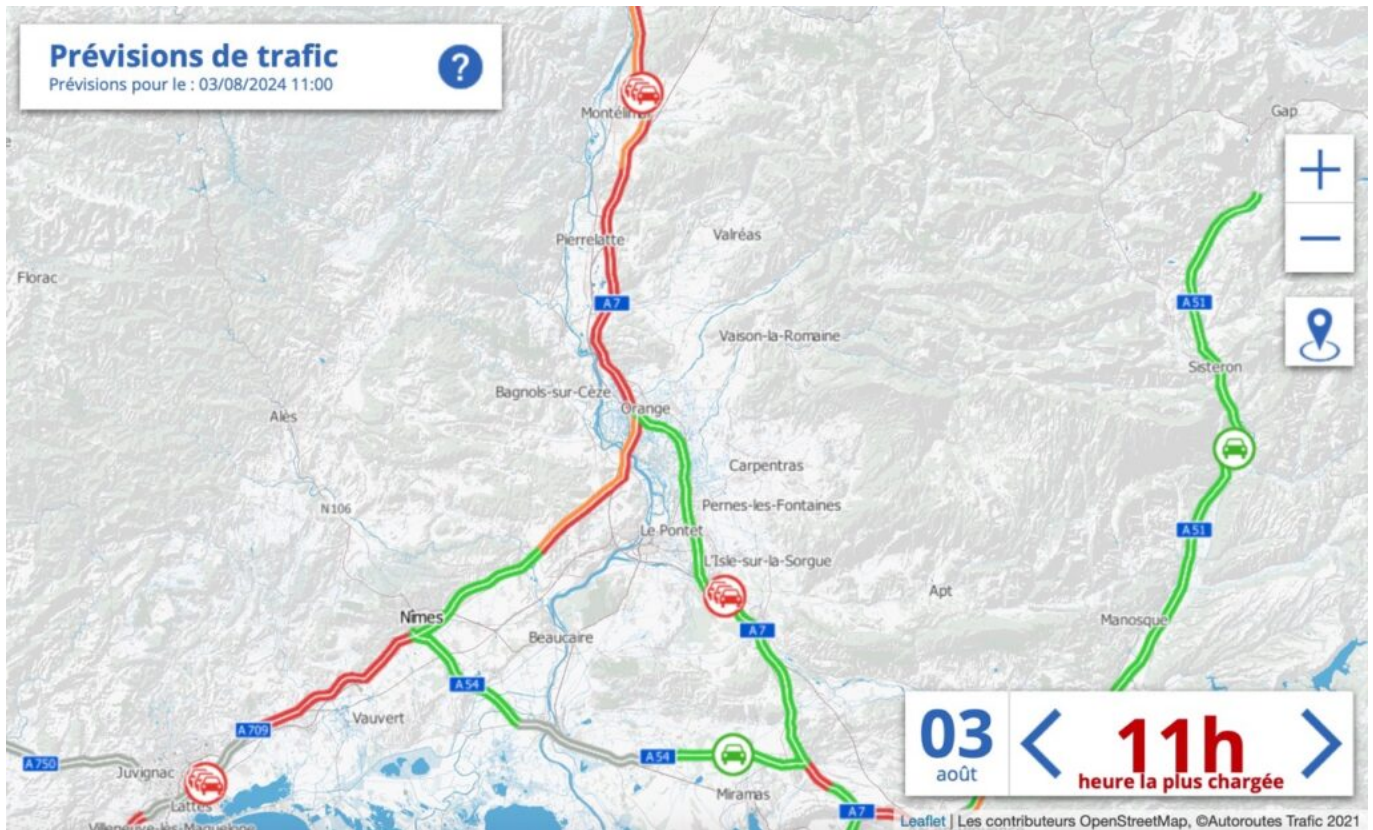 Prévisions de trafic
Prévisions pour le : 03/08/2024 11:00
?
Gap
+
Pierrelatte
Valréas
−
Florac
A7
A51
Vaison-la-Romaine
Sisteron
Bagnols-sur-Cèze
Orange
Alès
Carpentras
N106
Pernes-les-Fontaines
Le Pontet
A51
L'Isle-sur-la-Sorgue
Apt
Nîmes
Manosque
Beaucaire
A7
A54
Vauvert
A709
A750
Juvignac
A54
Miramas
Lattes
A7
Villeneuve-lès-Maguelone
03
août
11h
heure la plus chargée
Leaflet | Les contributeurs OpenStreetMap, ©Autoroutes Trafic 2021